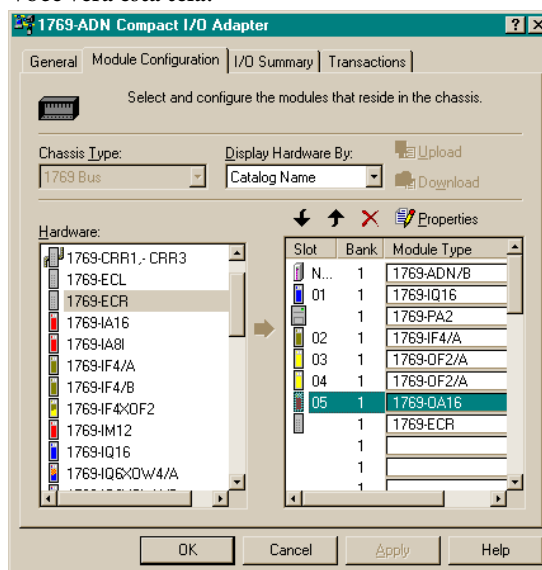 1769-ADN Compact I/O Adapter
General Module Configuration I/O Summary Transactions
Select and configure the modules that reside in the chassis.
Chassis Type: Display Hardware By: Upload
1769 Bus Catalog Name Download
Properties
Hardware:
1769-CRR1,- CRR3
1769-ECL
1769-ECR
1769-IA16
1769-IA8I
1769-IF4/A
1769-IF4/B
1769-IF4XOF2
1769-IM12
1769-IQ16
1769-IQ6XOW4/A
Slot Bank Module Type
N... 1 1769-ADN/B
01 1 1769-IQ16
1 1769-PA2
02 1 1769-IF4/A
03 1 1769-OF2/A
04 1 1769-OF2/A
05 1 1769-OA16
1 1769-ECR
1
1
1
OK Cancel Apply Help